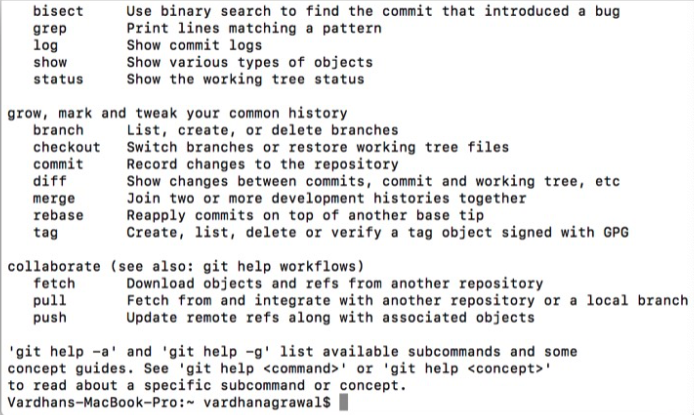 bisect     Use binary search to find the commit that introduced a bug
grep       Print lines matching a pattern
log        Show commit logs
show       Show various types of objects
status     Show the working tree status
grow, mark and tweak your common history
branch     List, create, or delete branches
checkout   Switch branches or restore working tree files
commit     Record changes to the repository
diff       Show changes between commits, commit and working tree, etc
merge      Join two or more development histories together
rebase     Reapply commits on top of another base tip
tag        Create, list, delete or verify a tag object signed with GPG
collaborate (see also: git help workflows)
fetch      Download objects and refs from another repository
pull       Fetch from and integrate with another repository or a local branch
push       Update remote refs along with associated objects
'git help -a' and 'git help -g' list available subcommands and some
concept guides. See 'git help <command>' or 'git help <concept>'
to read about a specific subcommand or concept.
Vardhans-MacBook-Pro:~ vardhanagrawal$